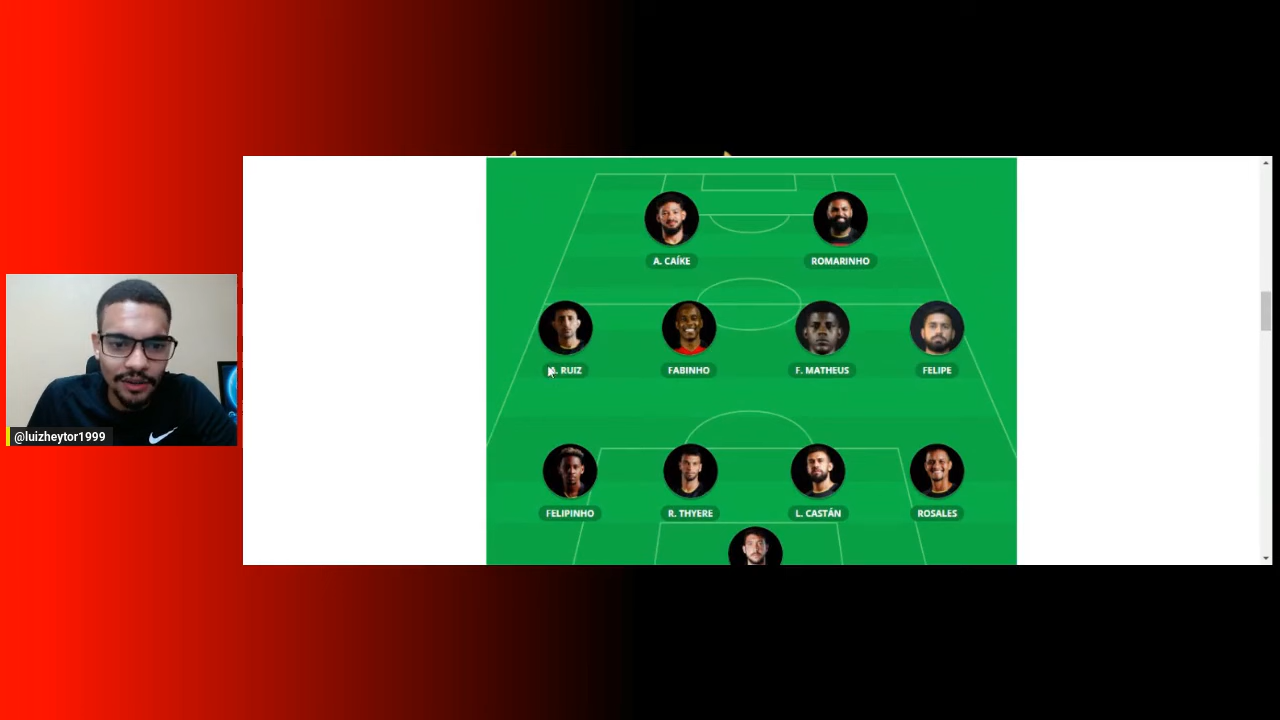 A. CAÍKE
ROMARINHO
RUIZ
FABINHO
F. MATHEUS
FELIPE
@luizheytor1999
FELIPINHO
R. THYERE
L. CASTÁN
ROSALES